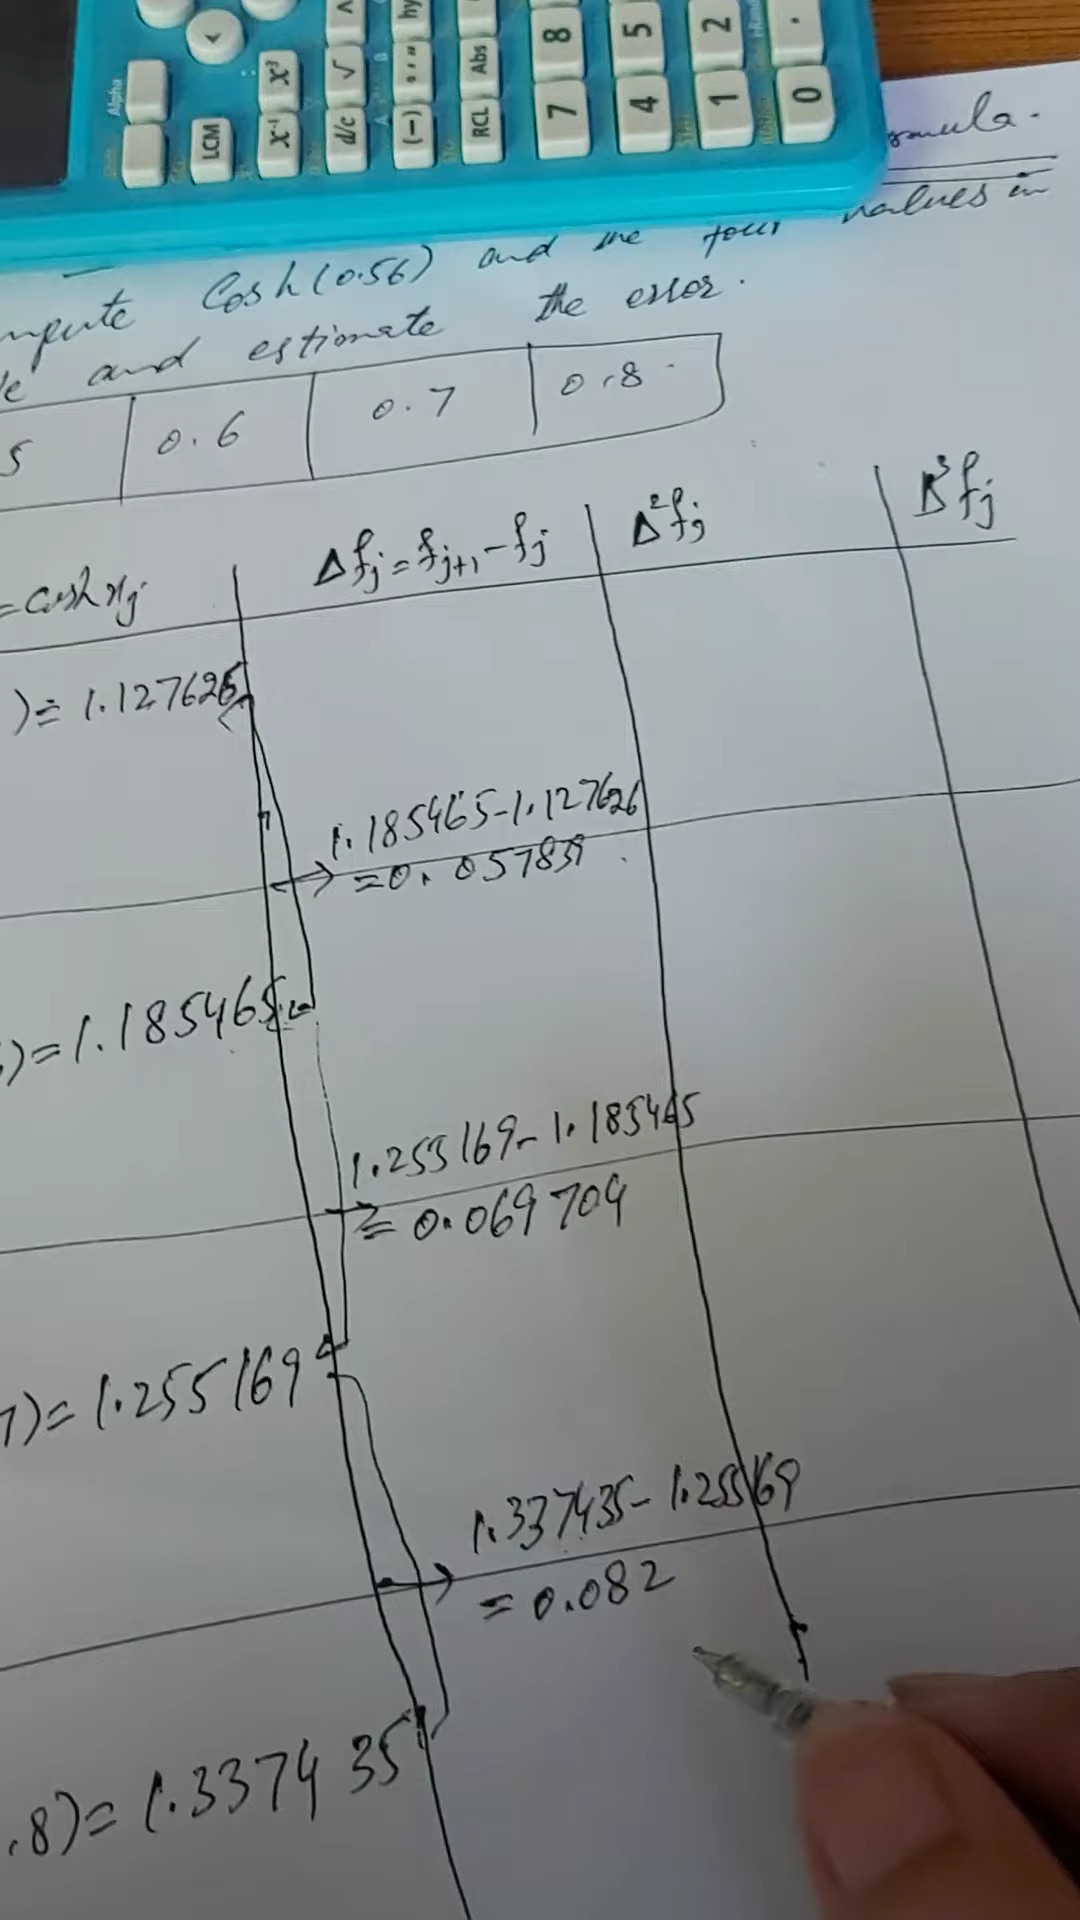 Alpha
LCM
x⁻¹ x³
d/c √
(-) °,,, hy
RCL Abs
7 8
4 5
1 2
0 .
mula.
mpute Cosh(0.56) and the four values in
and estimate the error.
5 0.6 0.7 0.8
=cosh xj Δfj=fj+1-fj Δ²fj Δ³fj
)= 1.127626
1.185465-1.127626
=0.057839
)=1.185465
1.255169-1.185465
= 0.069704
7)= 1.255169
1.337435-1.255169
= 0.082
.8)= 1.337435